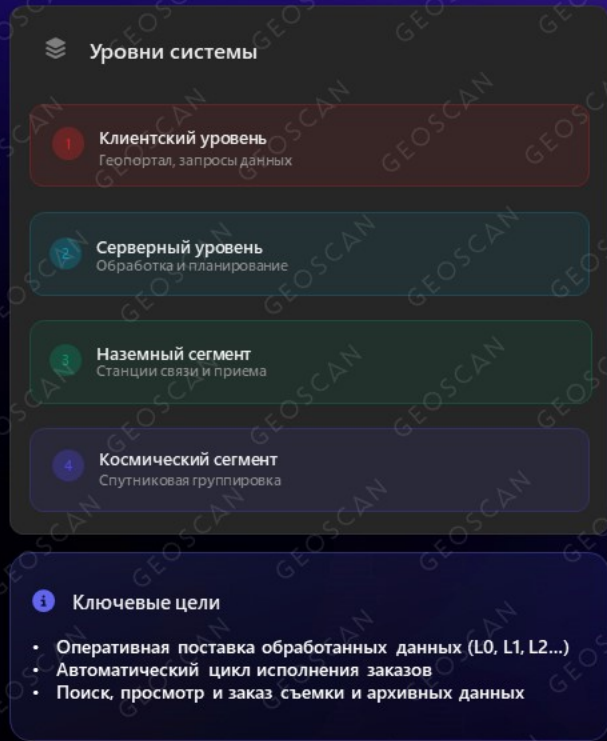 Уровни системы
1
Клиентский уровень
Геопортал, запросы данных
2
Серверный уровень
Обработка и планирование
3
Наземный сегмент
Станции связи и приема
4
Космический сегмент
Спутниковая группировка
Ключевые цели
• Оперативная поставка обработанных данных (L0, L1, L2...)
• Автоматический цикл исполнения заказов
• Поиск, просмотр и заказ съемки и архивных данных
GEOSCAN